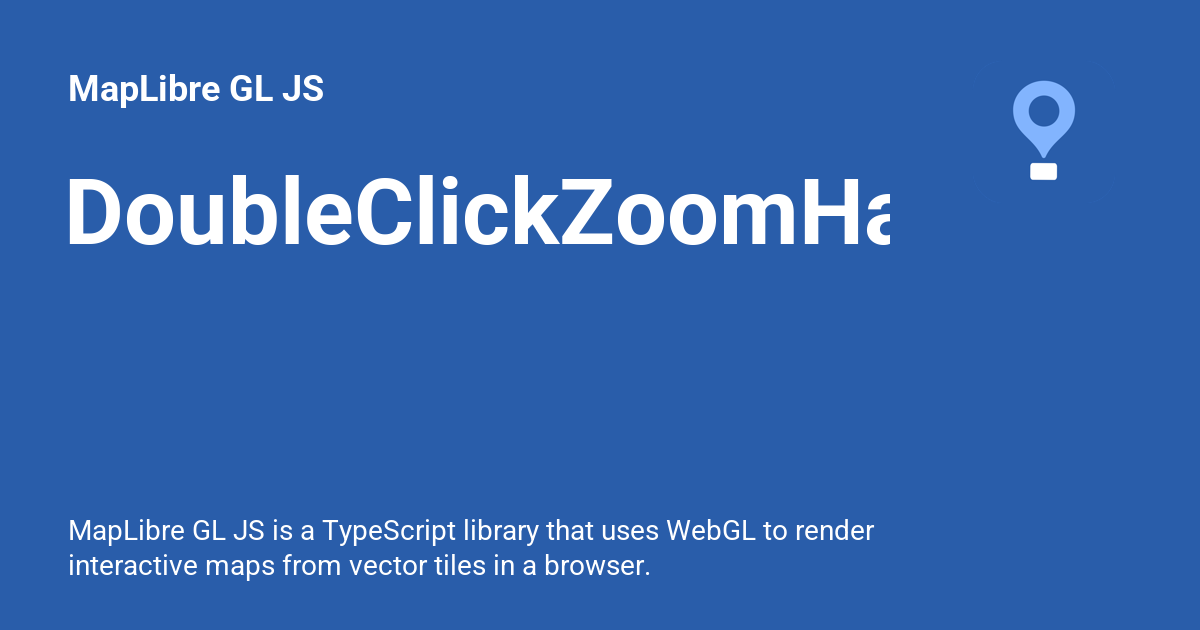 MapLibre GL JS
DoubleClickZoomHa
MapLibre GL JS is a TypeScript library that uses WebGL to render
interactive maps from vector tiles in a browser.